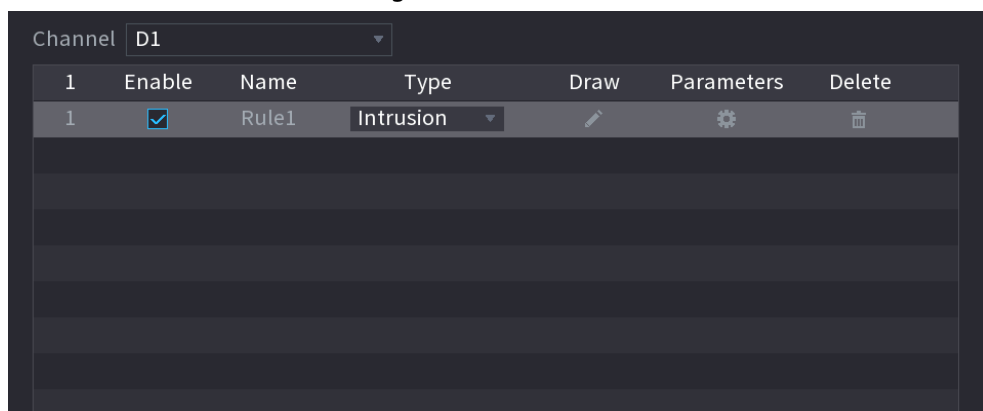 Channel D1
1 Enable Name Type Draw Parameters Delete
1 Rule1 Intrusion